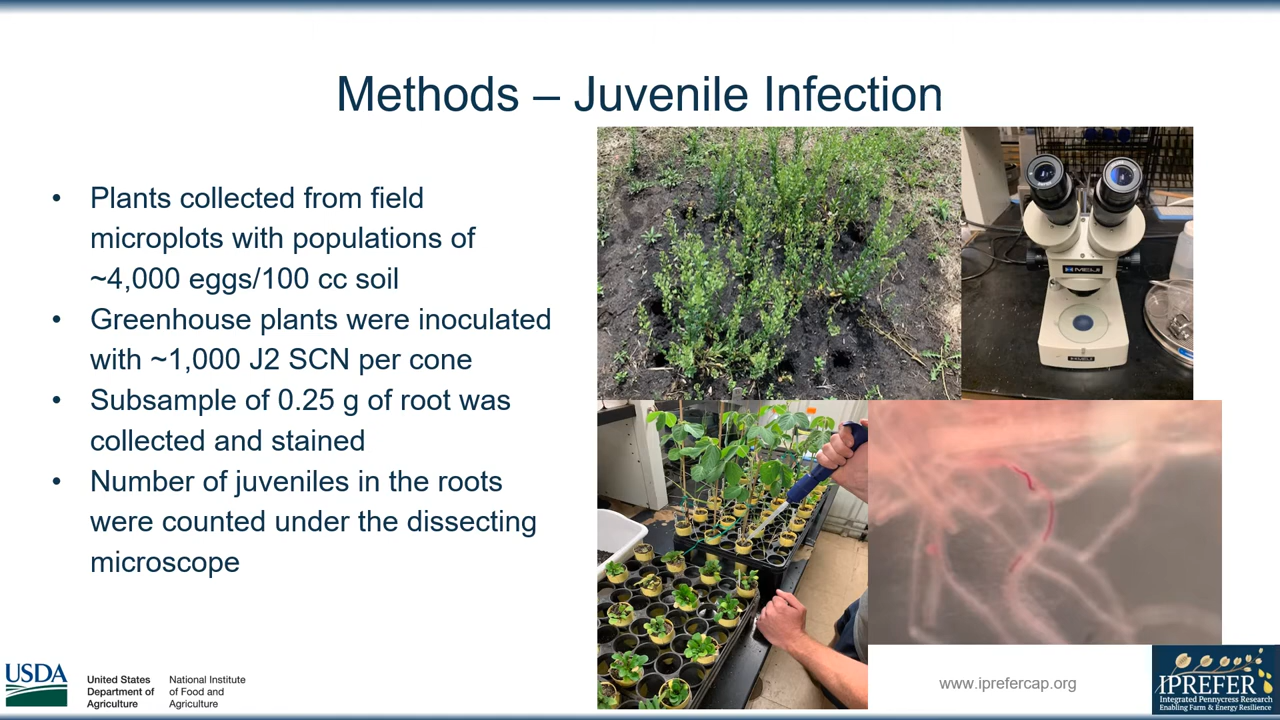 Methods – Juvenile Infection
• Plants collected from field
microplots with populations of
~4,000 eggs/100 cc soil
• Greenhouse plants were inoculated
with ~1,000 J2 SCN per cone
• Subsample of 0.25 g of root was
collected and stained
• Number of juveniles in the roots
were counted under the dissecting
microscope
MEIJI
USDA
United States
Department of
Agriculture
National Institute
of Food and
Agriculture
www.iprefercap.org
IPREFER
Integrated Pennycress Research
Enabling Farm & Energy Resilience